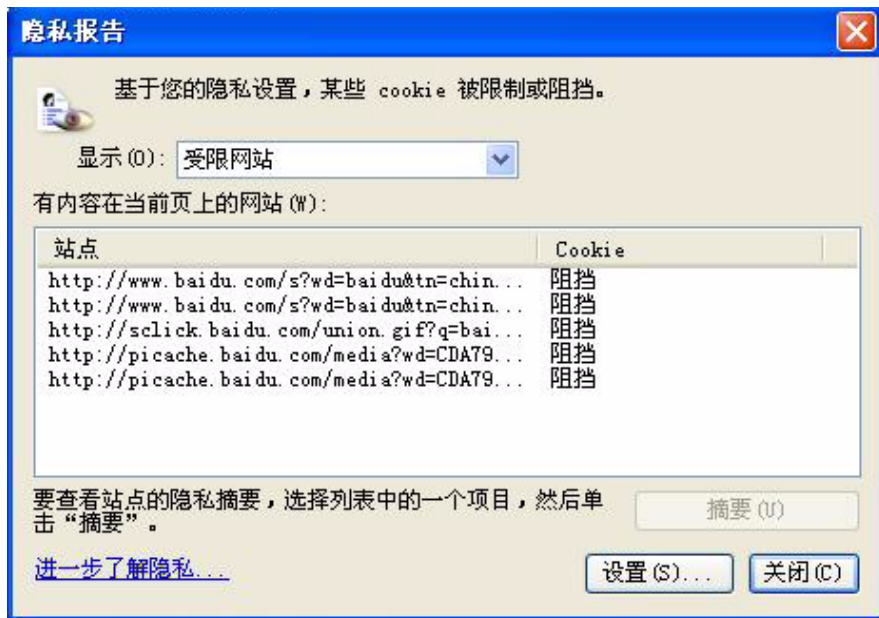 隐私报告
基于您的隐私设置，某些 cookie 被限制或阻挡。
显示(O): 受限网站
有内容在当前页上的网站(W):
站点 Cookie
http://www.baidu.com/s?wd=baidu&tn=chin... 阻挡
http://www.baidu.com/s?wd=baidu&tn=chin... 阻挡
http://sclick.baidu.com/union.gif?q=bai... 阻挡
http://picache.baidu.com/media?wd=CDA79... 阻挡
http://picache.baidu.com/media?wd=CDA79... 阻挡
要查看站点的隐私摘要，选择列表中的一个项目，然后单
击“摘要”。
摘要(U)
进一步了解隐私...
设置(S)... 关闭(C)